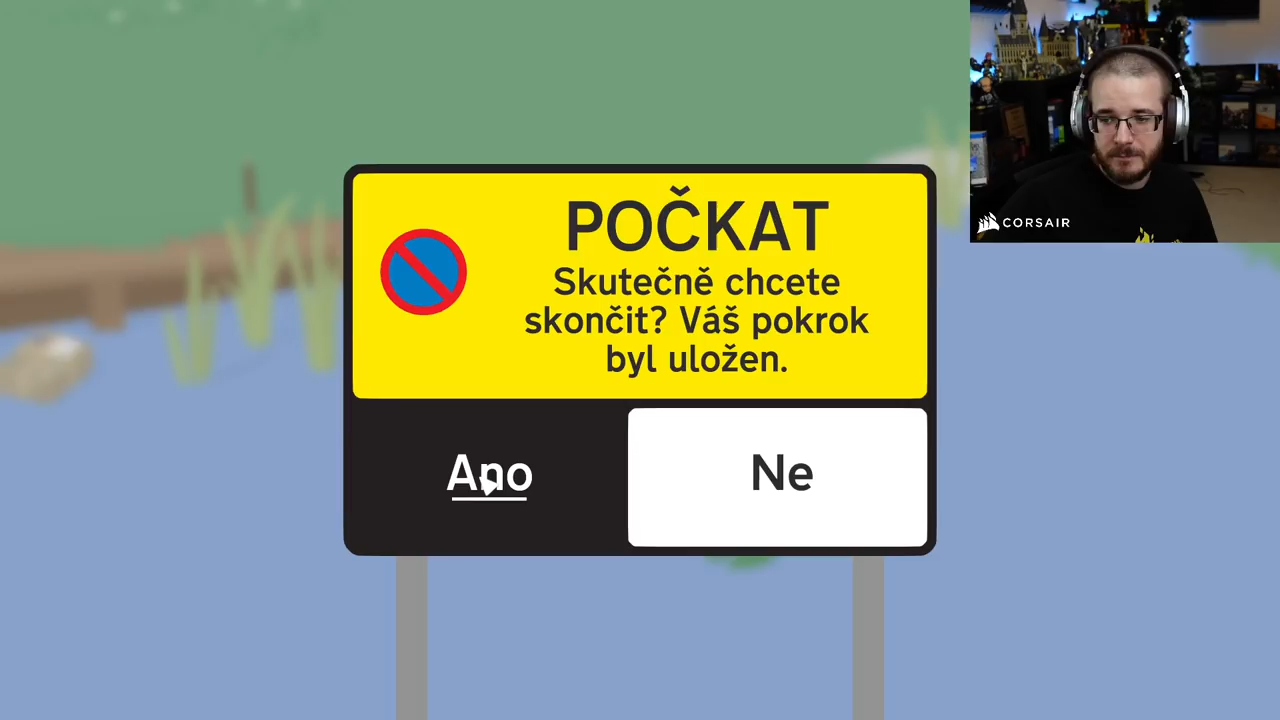 CORSAIR
POČKAT
Skutečně chcete
skončit? Váš pokrok
byl uložen.
Ano
Ne